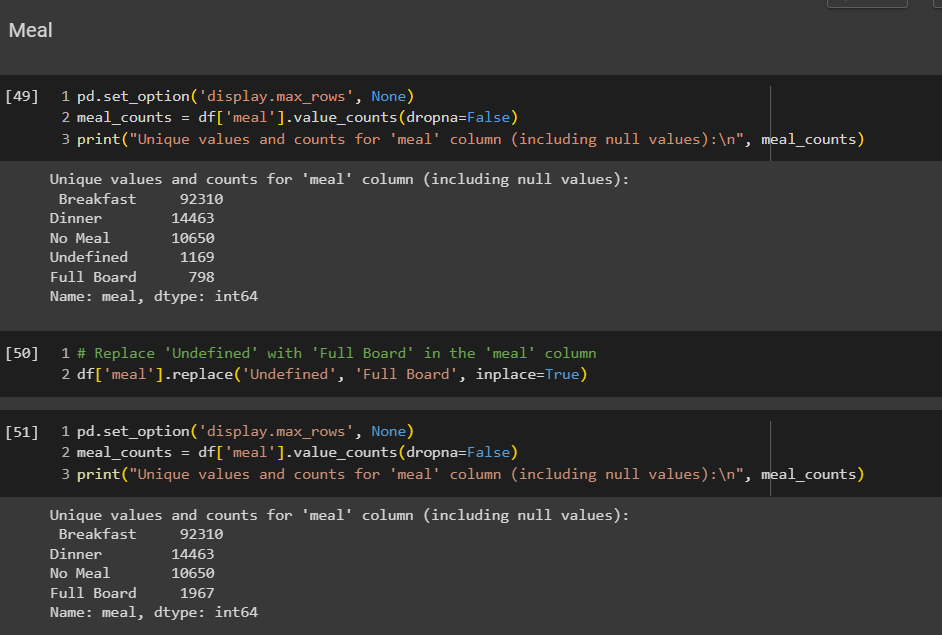 Meal
[49] 1 pd.set_option('display.max_rows', None)
2 meal_counts = df['meal'].value_counts(dropna=False)
3 print("Unique values and counts for 'meal' column (including null values):\n", meal_counts)
Unique values and counts for 'meal' column (including null values):
 Breakfast     92310
Dinner        14463
No Meal       10650
Undefined      1169
Full Board      798
Name: meal, dtype: int64
[50] 1 # Replace 'Undefined' with 'Full Board' in the 'meal' column
2 df['meal'].replace('Undefined', 'Full Board', inplace=True)
[51] 1 pd.set_option('display.max_rows', None)
2 meal_counts = df['meal'].value_counts(dropna=False)
3 print("Unique values and counts for 'meal' column (including null values):\n", meal_counts)
Unique values and counts for 'meal' column (including null values):
 Breakfast     92310
Dinner        14463
No Meal       10650
Full Board     1967
Name: meal, dtype: int64